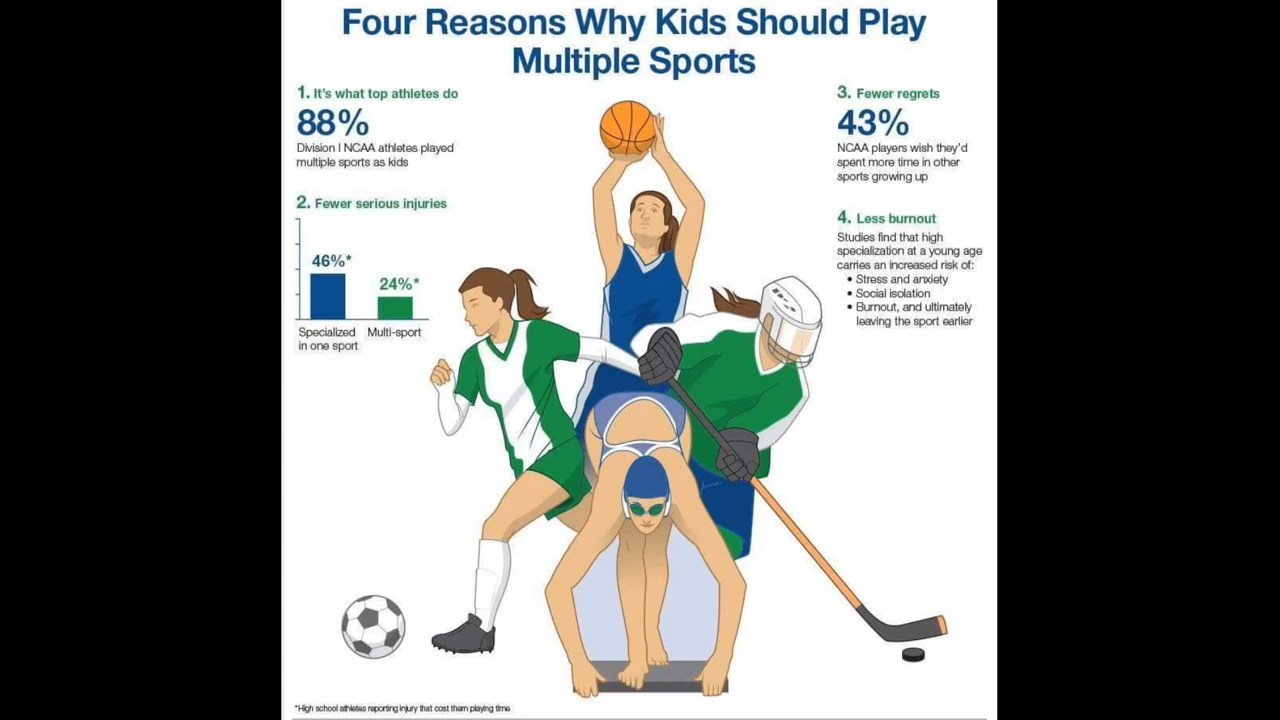 Four Reasons Why Kids Should Play
Multiple Sports
1. It's what top athletes do
88%
Division I NCAA athletes played
multiple sports as kids
2. Fewer serious injuries
46%*
24%*
Specialized
in one sport
Multi-sport
3. Fewer regrets
43%
NCAA players wish they'd
spent more time in other
sports growing up
4. Less burnout
Studies find that high
specialization at a young age
carries an increased risk of:
• Stress and anxiety
• Social isolation
• Burnout, and ultimately
leaving the sport earlier
*High school athletes reporting injury that cost them playing time